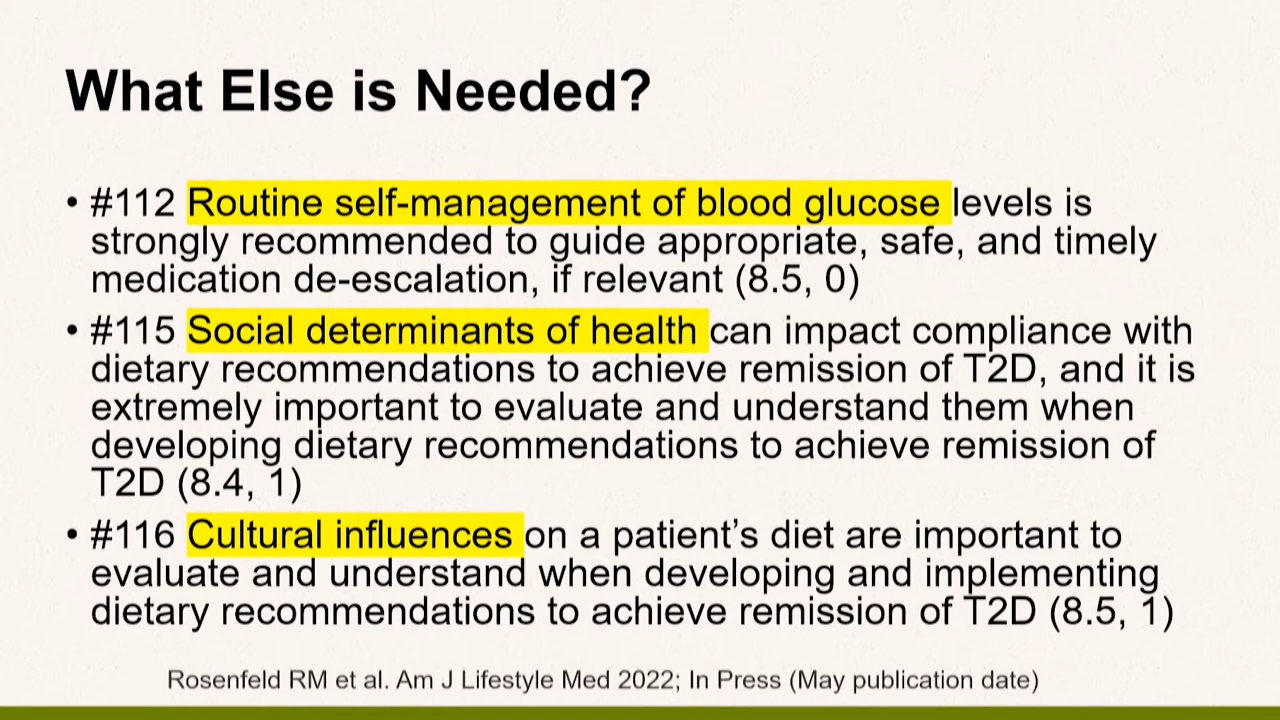 What Else is Needed?
• #112 Routine self-management of blood glucose levels is
strongly recommended to guide appropriate, safe, and timely
medication de-escalation, if relevant (8.5, 0)
• #115 Social determinants of health can impact compliance with
dietary recommendations to achieve remission of T2D, and it is
extremely important to evaluate and understand them when
developing dietary recommendations to achieve remission of
T2D (8.4, 1)
• #116 Cultural influences on a patient’s diet are important to
evaluate and understand when developing and implementing
dietary recommendations to achieve remission of T2D (8.5, 1)
Rosenfeld RM et al. Am J Lifestyle Med 2022; In Press (May publication date)